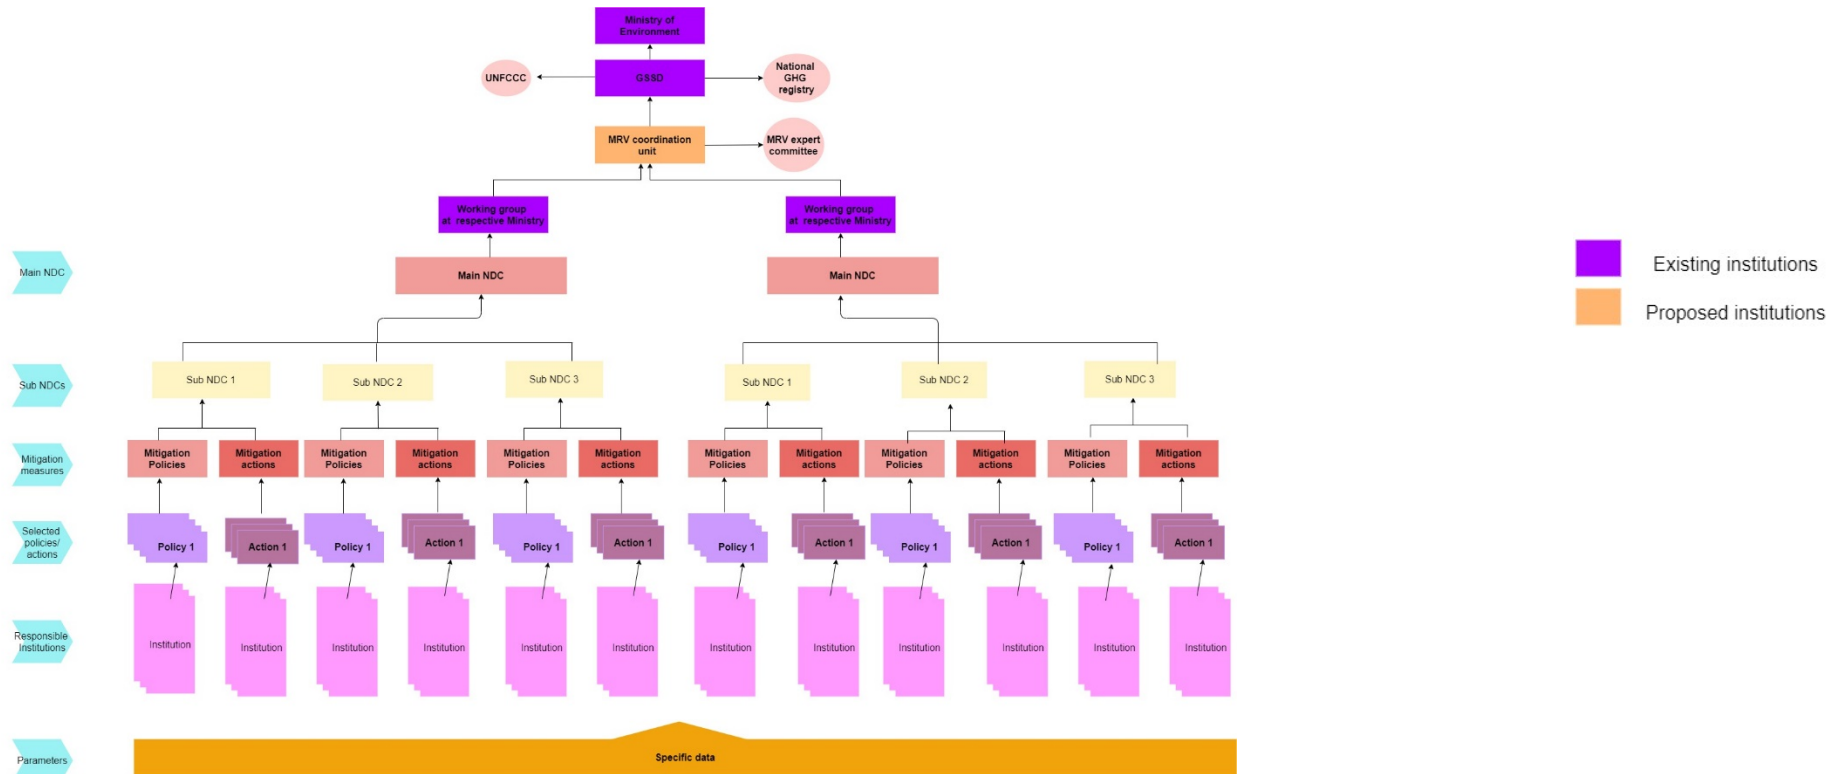 Ministry of
Environment
UNFCCC
GSSD
National
GHG
registry
MRV coordination
unit
MRV expert
committee
Working group
at respective Ministry
Working group
at respective Ministry
Existing institutions
Proposed institutions
Main NDC
Main NDC
Main NDC
Sub NDCs
Sub NDC 1
Sub NDC 2
Sub NDC 3
Sub NDC 1
Sub NDC 2
Sub NDC 3
Mitigation
measures
Mitigation
Policies
Mitigation
actions
Mitigation
Policies
Mitigation
actions
Mitigation
Policies
Mitigation
actions
Mitigation
Policies
Mitigation
actions
Mitigation
Policies
Mitigation
actions
Mitigation
Policies
Mitigation
actions
Selected
policies/
actions
Policy 1
Action 1
Policy 1
Action 1
Policy 1
Action 1
Policy 1
Action 1
Policy 1
Action 1
Policy 1
Action 1
Responsible
Institutions
Institution
Institution
Institution
Institution
Institution
Institution
Institution
Institution
Institution
Institution
Institution
Institution
Parameters
Specific data